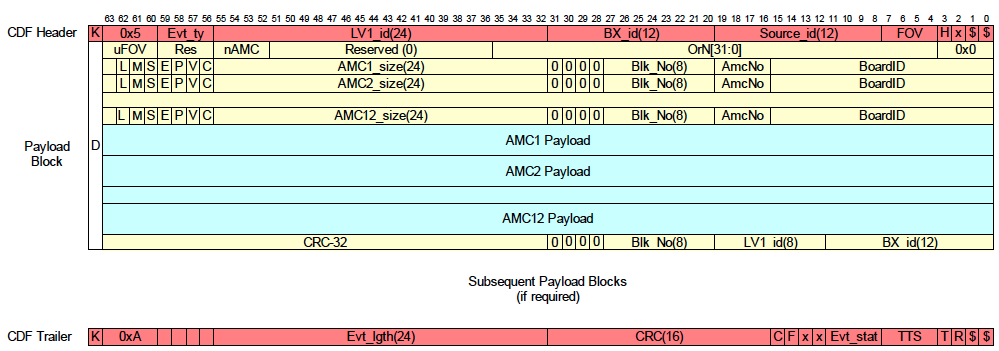 63 62 61 60 59 58 57 56 55 54 53 52 51 50 49 48 47 46 45 44 43 42 41 40 39 38 37 36 35 34 33 32 31 30 29 28 27 26 25 24 23 22 21 20 19 18 17 16 15 14 13 12 11 10 9 8 7 6 5 4 3 2 1 0
CDF Header K 0x5 Evt_ty LV1_id(24) BX_id(12) Source_id(12) FOV H x $ $
uFOV Res nAMC Reserved (0) OrN[31:0] 0x0
L M S E P V C AMC1_size(24) 0 0 0 0 Blk_No(8) AmcNo BoardID
L M S E P V C AMC2_size(24) 0 0 0 0 Blk_No(8) AmcNo BoardID
L M S E P V C AMC12_size(24) 0 0 0 0 Blk_No(8) AmcNo BoardID
Payload Block D
AMC1 Payload
AMC2 Payload
AMC12 Payload
CRC-32 0 0 0 0 Blk_No(8) LV1_id(8) BX_id(12)
Subsequent Payload Blocks
(if required)
CDF Trailer K 0xA Evt_lgth(24) CRC(16) C F x x Evt_stat TTS T R $ $